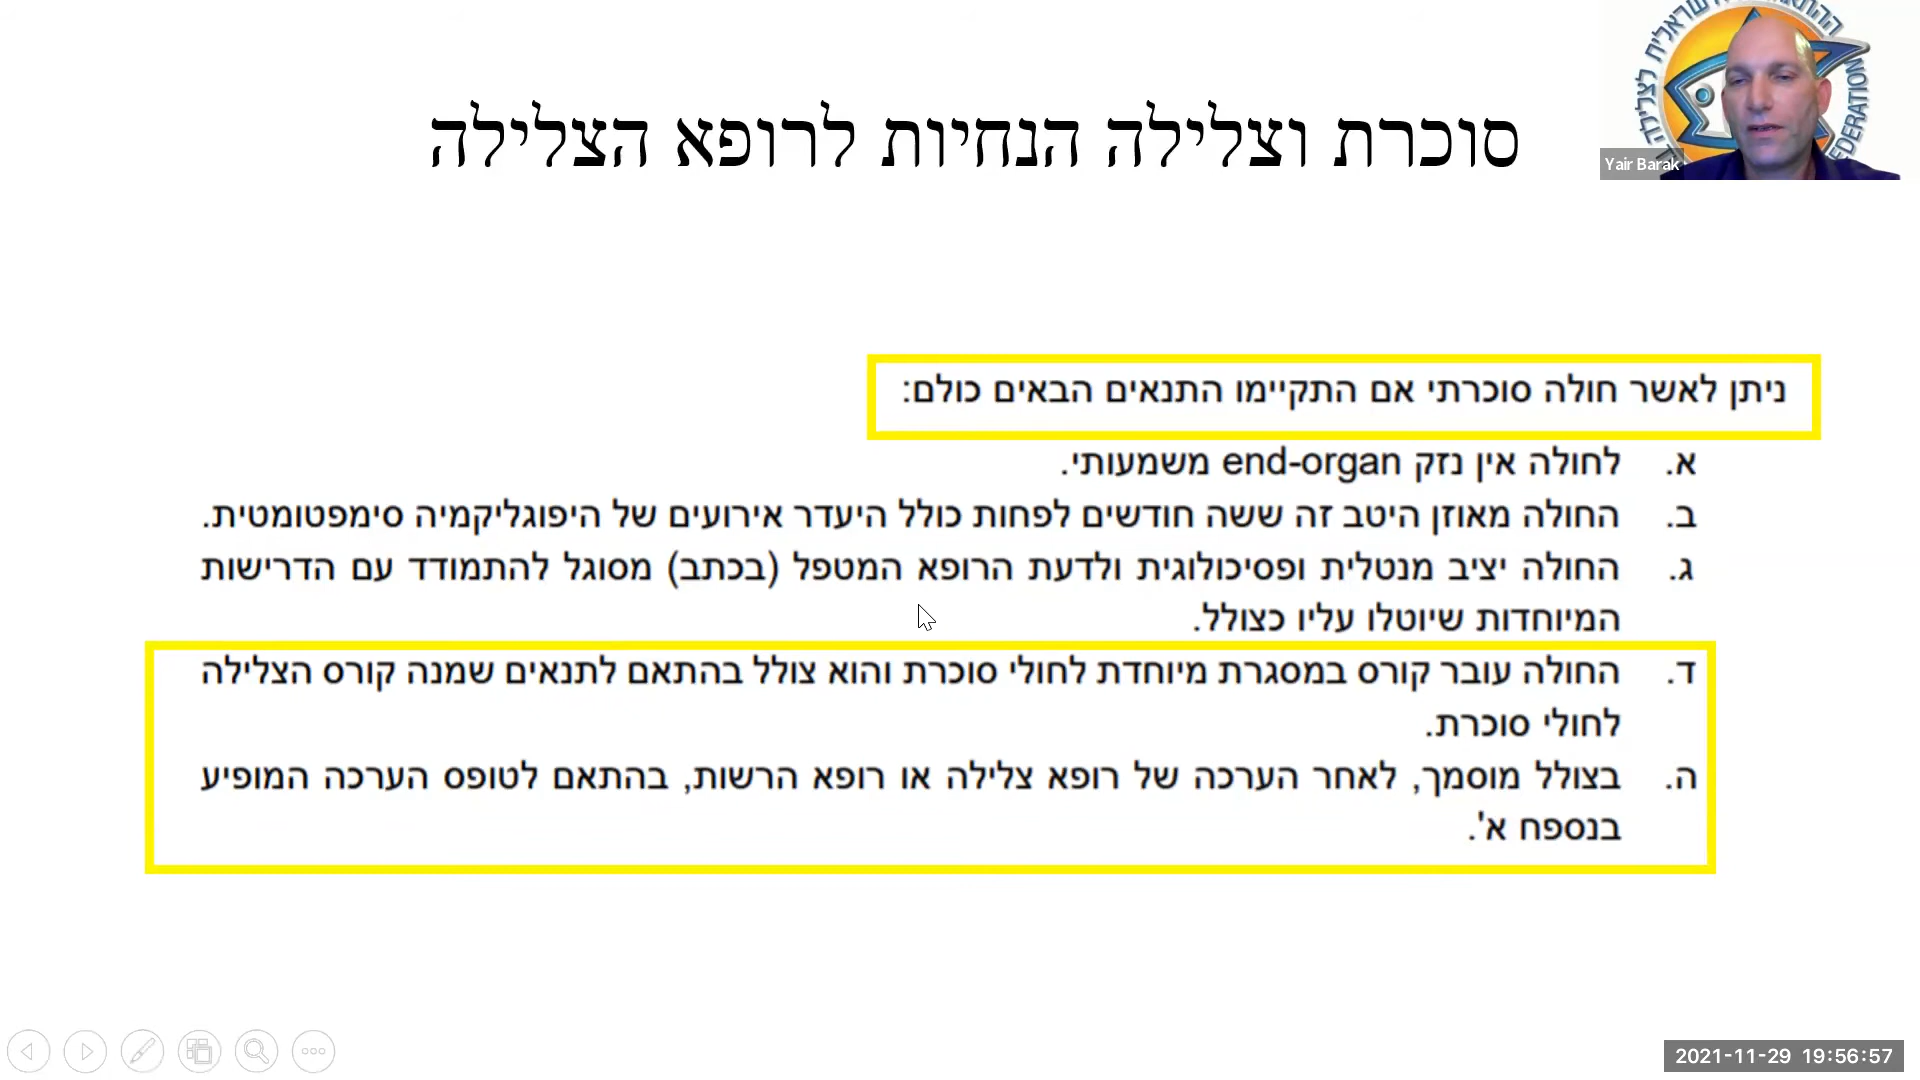 סוכרת וצלילה הנחיות לרופא הצלילה
Yair Barak
EDERATION
ניתן לאשר חולה סוכרתי אם התקיימו התנאים הבאים כולם:
א. לחולה אין נזק end-organ משמעותי.
ב. החולה מאוזן היטב זה ששה חודשים לפחות כולל היעדר אירועים של היפוגליקמיה סימפטומטית.
ג. החולה יציב מנטלית ופסיכולוגית ולדעת הרופא המטפל (בכתב) מסוגל להתמודד עם הדרישות
המיוחדות שיוטלו עליו כצולל.
ד. החולה עובר קורס במסגרת מיוחדת לחולי סוכרת והוא צולל בהתאם לתנאים שמנה קורס הצלילה
לחולי סוכרת.
ה. בצולל מוסמך, לאחר הערכה של רופא צלילה או רופא הרשות, בהתאם לטופס הערכה המופיע
בנספח א'.
2021-11-29 19:56:57